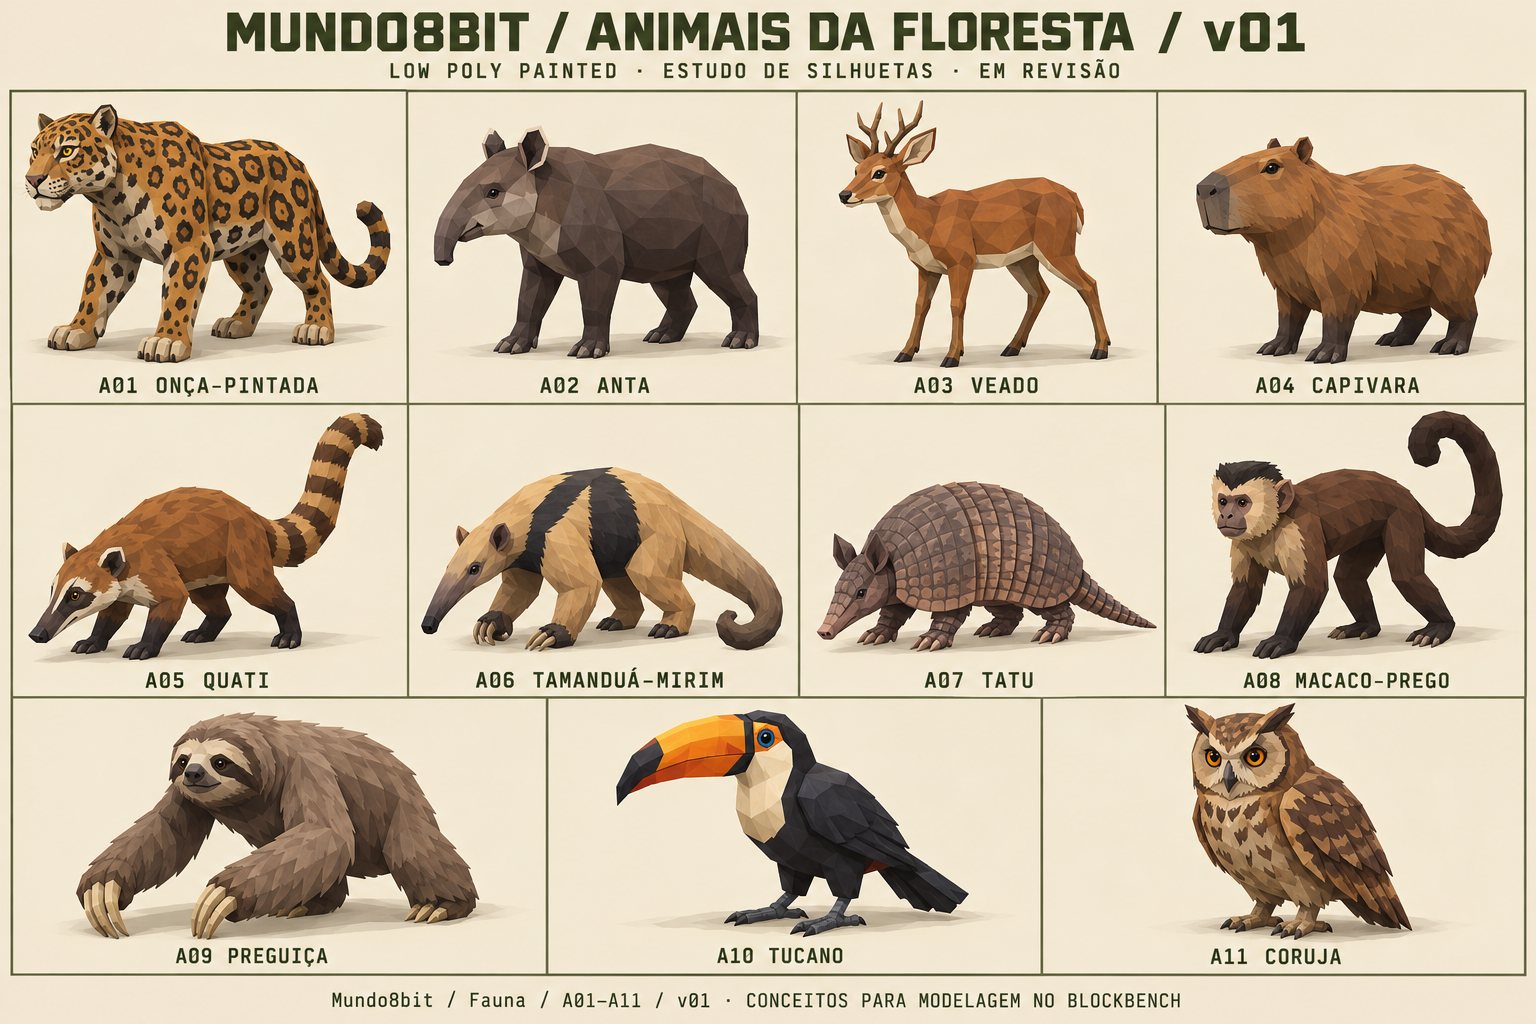 MUNDO8BIT / ANIMAIS DA FLORESTA / v01
LOW POLY PAINTED · ESTUDO DE SILHUETAS · EM REVISÃO
A01 ONÇA-PINTADA
A02 ANTA
A03 VEADO
A04 CAPIVARA
A05 QUATI
A06 TAMANDUÁ-MIRIM
A07 TATU
A08 MACACO-PREGO
A09 PREGUIÇA
A10 TUCANO
A11 CORUJA
Mundo8bit / Fauna / A01–A11 / v01 · CONCEITOS PARA MODELAGEM NO BLOCKBENCH